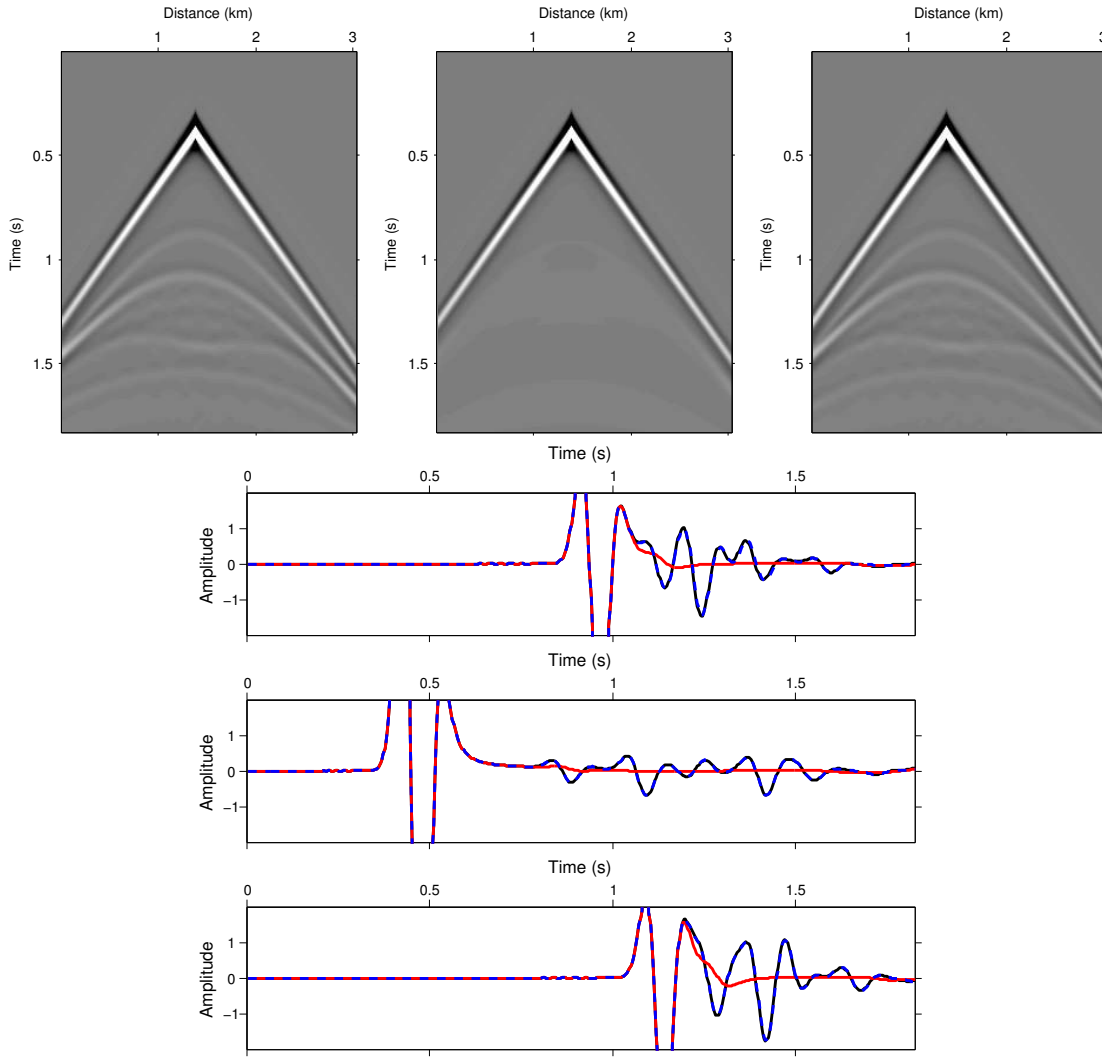 Distance (km) Distance (km) Distance (km)
1 2 3 1 2 3 1 2 3
0.5 0.5 0.5
1 1 1
1.5 1.5 1.5
Time (s) Time (s) Time (s)
Time (s)
0 0.5 1 1.5
1
0
−1
Amplitude
Time (s)
0 0.5 1 1.5
1
0
−1
Amplitude
Time (s)
0 0.5 1 1.5
1
0
−1
Amplitude